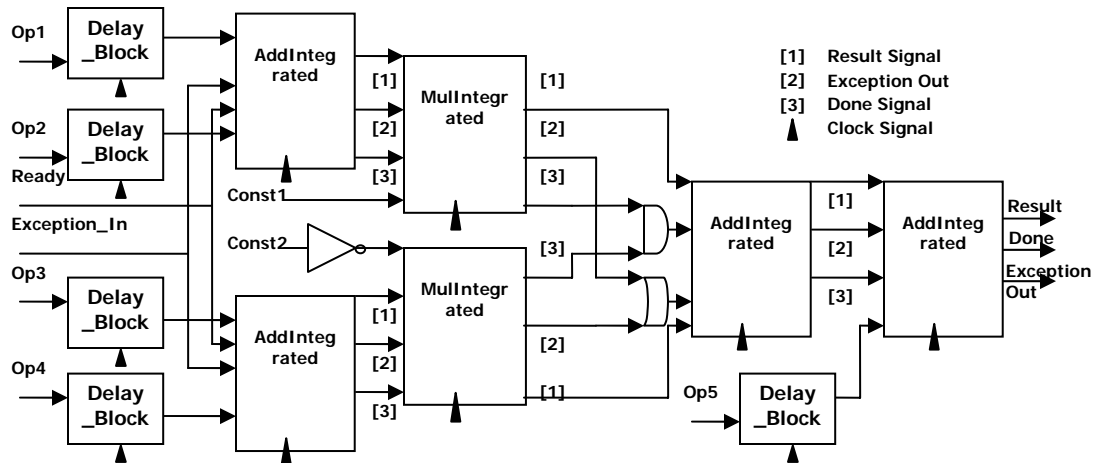 Op1
Delay
_Block
AddInteg
rated
[1]
[2]
[3]
MulIntegr
ated
[1]
[2]
[3]
[1] Result Signal
[2] Exception Out
[3] Done Signal
Clock Signal
Op2
Delay
_Block
Ready
Const1
Exception_In
Const2
[3]
AddInteg
rated
[1]
[2]
[3]
AddInteg
rated
Result
Done
Exception
Out
Op3
Delay
_Block
AddInteg
rated
[1]
[2]
[3]
MulIntegr
ated
[2]
[1]
Op4
Delay
_Block
Op5
Delay
_Block